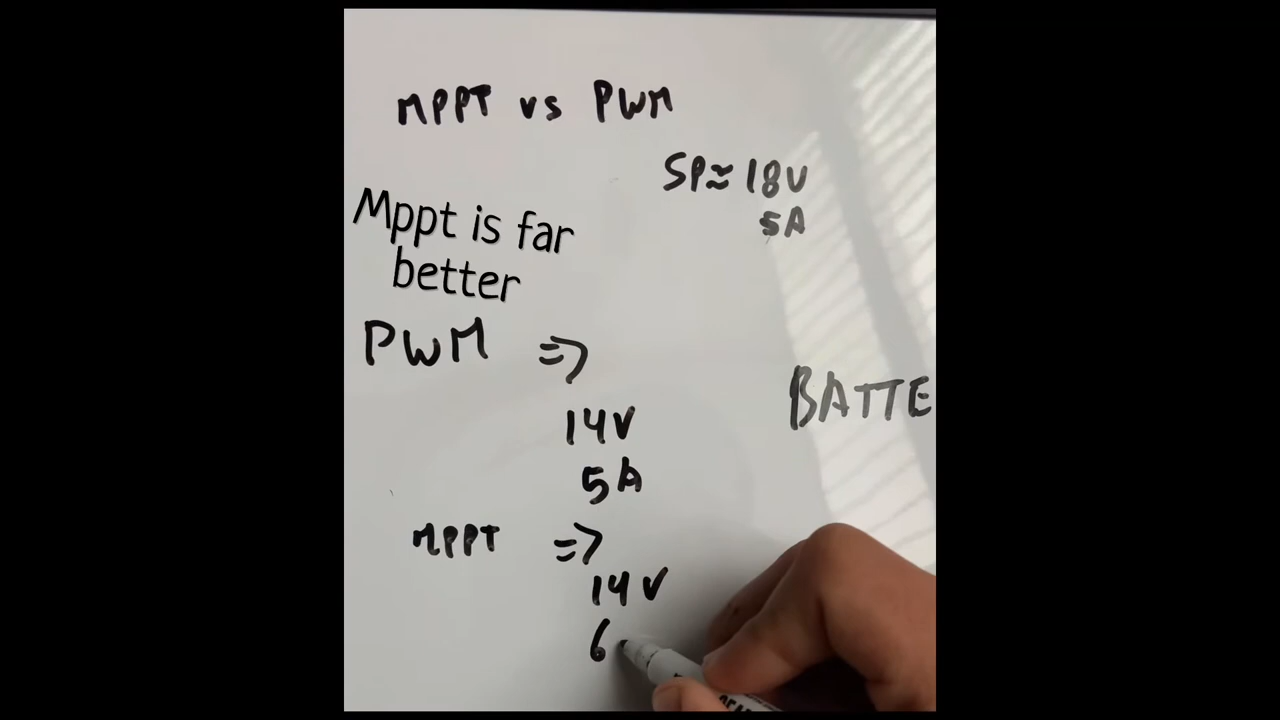 MPPT vs PWM
SP≈ 18V
5A
Mppt is far
better
PWM =>
BATTE
14V
5A
MPPT =>
14V
6